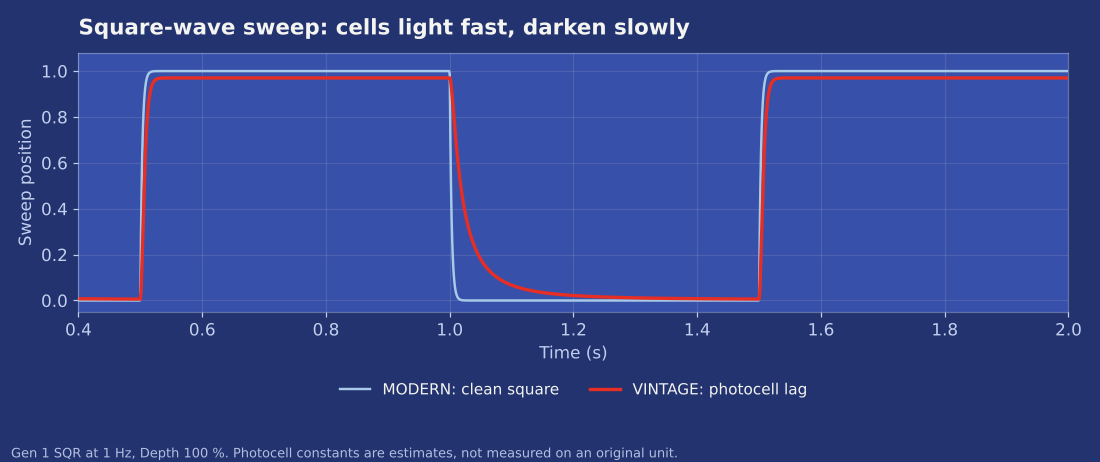 Square-wave sweep: cells light fast, darken slowly
Sweep position
1.0
0.8
0.6
0.4
0.2
0.0
0.4 0.6 0.8 1.0 1.2 1.4 1.6 1.8 2.0
Time (s)
MODERN: clean square VINTAGE: photocell lag
Gen 1 SQR at 1 Hz, Depth 100 %. Photocell constants are estimates, not measured on an original unit.